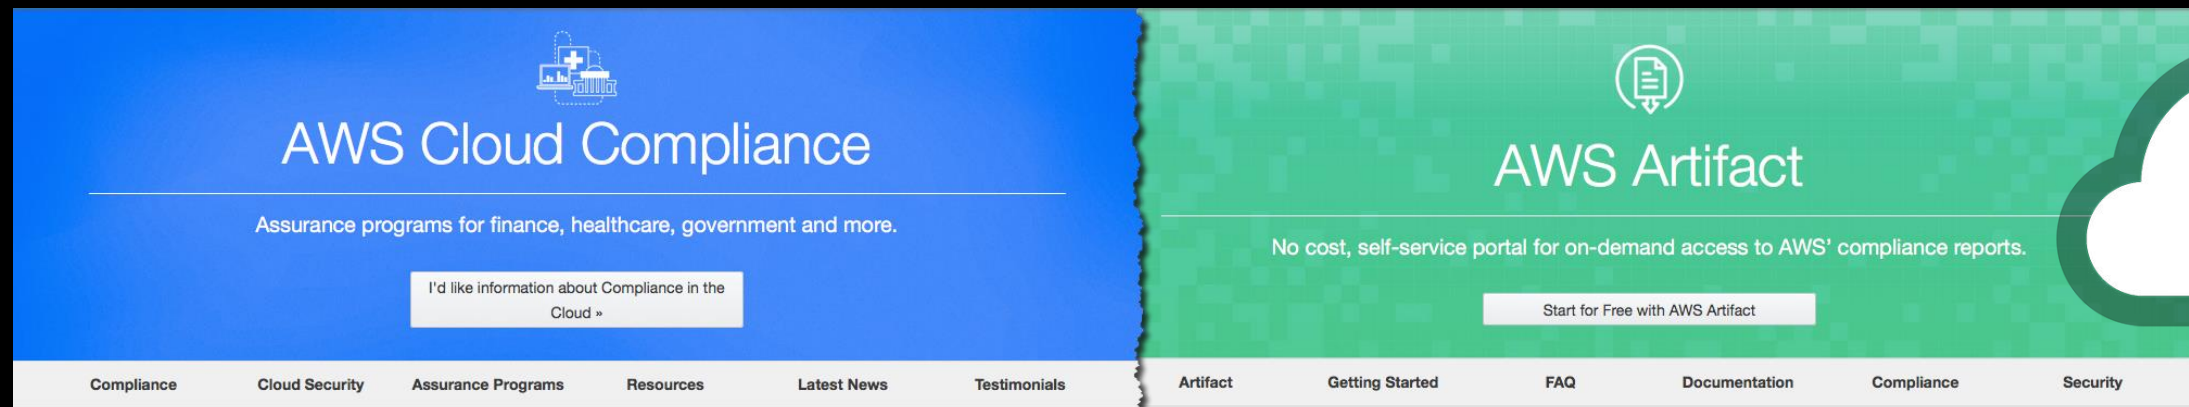 AWS Cloud Compliance
Assurance programs for finance, healthcare, government and more.
I'd like information about Compliance in the
Cloud »
Compliance Cloud Security Assurance Programs Resources Latest News Testimonials
AWS Artifact
No cost, self-service portal for on-demand access to AWS' compliance reports.
Start for Free with AWS Artifact
Artifact Getting Started FAQ Documentation Compliance Security